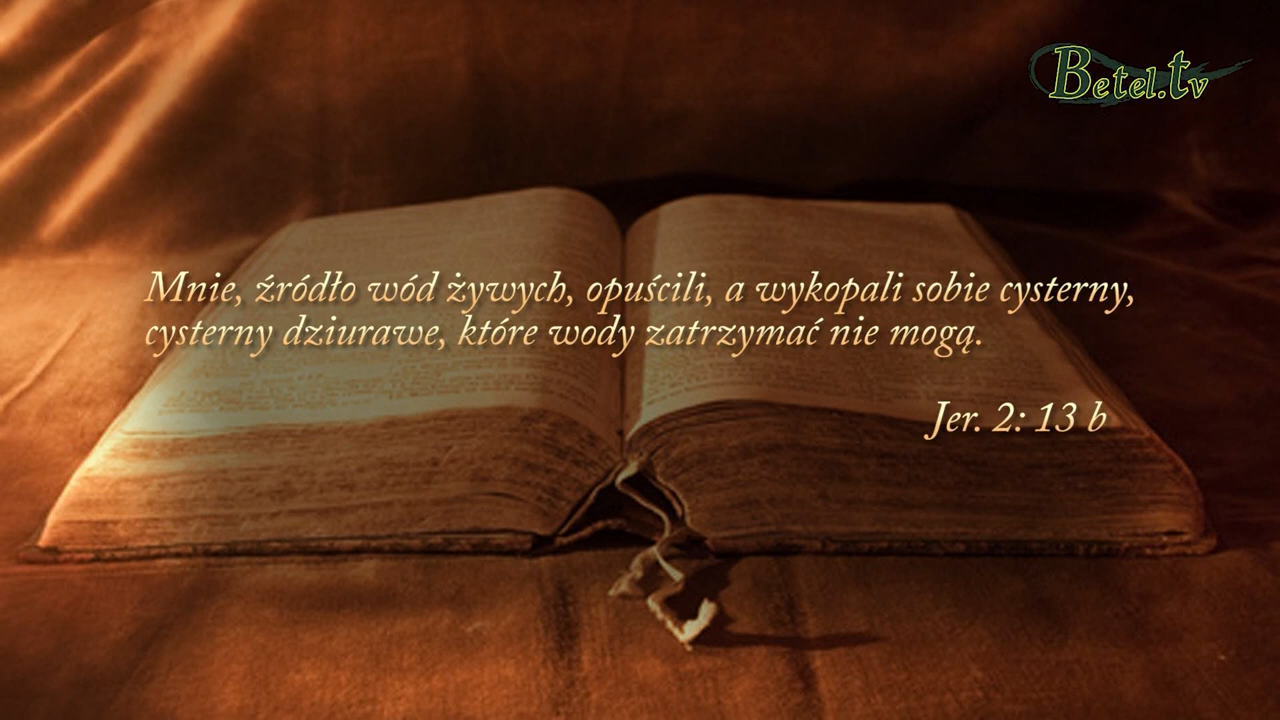 Betel.tv
Mnie, źródło wód żywych, opuścili, a wykopali sobie cysterny,
cysterny dziurawe, które wody zatrzymać nie mogą.
Jer. 2: 13 b